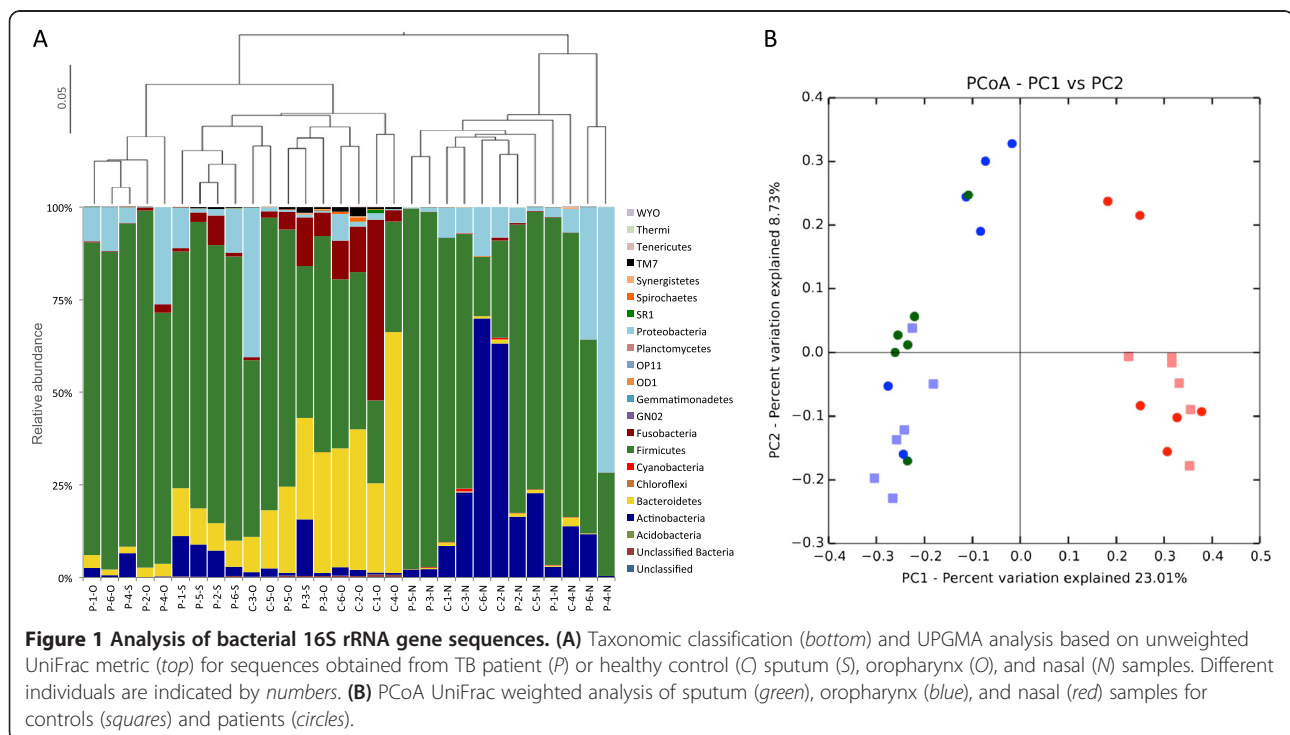 A
0.05
100%
75%
50%
25%
0%
Relative abundance
P-1-O
P-6-O
P-4-S
P-2-O
P-4-O
P-1-S
P-5-S
P-2-S
P-6-S
C-3-O
C-5-O
P-5-O
P-3-S
P-3-O
C-6-O
C-2-O
C-1-O
C-4-O
P-5-N
P-3-N
C-1-N
C-3-N
C-6-N
C-2-N
P-2-N
C-5-N
P-1-N
C-4-N
P-6-N
P-4-N
WYO
Thermi
Tenericutes
TM7
Synergistetes
Spirochaetes
SR1
Proteobacteria
Planctomycetes
OP11
OD1
Gemmatimonadetes
GN02
Fusobacteria
Firmicutes
Cyanobacteria
Chloroflexi
Bacteroidetes
Actinobacteria
Acidobacteria
Unclassified Bacteria
Unclassified
B
PCoA - PC1 vs PC2
0.4
0.3
0.2
0.1
0.0
−0.1
−0.2
−0.3
PC2 - Percent variation explained 8.73%
−0.4 −0.3 −0.2 −0.1 0.0 0.1 0.2 0.3 0.4 0.5
PC1 - Percent variation explained 23.01%
Figure 1 Analysis of bacterial 16S rRNA gene sequences. (A) Taxonomic classification (bottom) and UPGMA analysis based on unweighted
UniFrac metric (top) for sequences obtained from TB patient (P) or healthy control (C) sputum (S), oropharynx (O), and nasal (N) samples. Different
individuals are indicated by numbers. (B) PCoA UniFrac weighted analysis of sputum (green), oropharynx (blue), and nasal (red) samples for
controls (squares) and patients (circles).